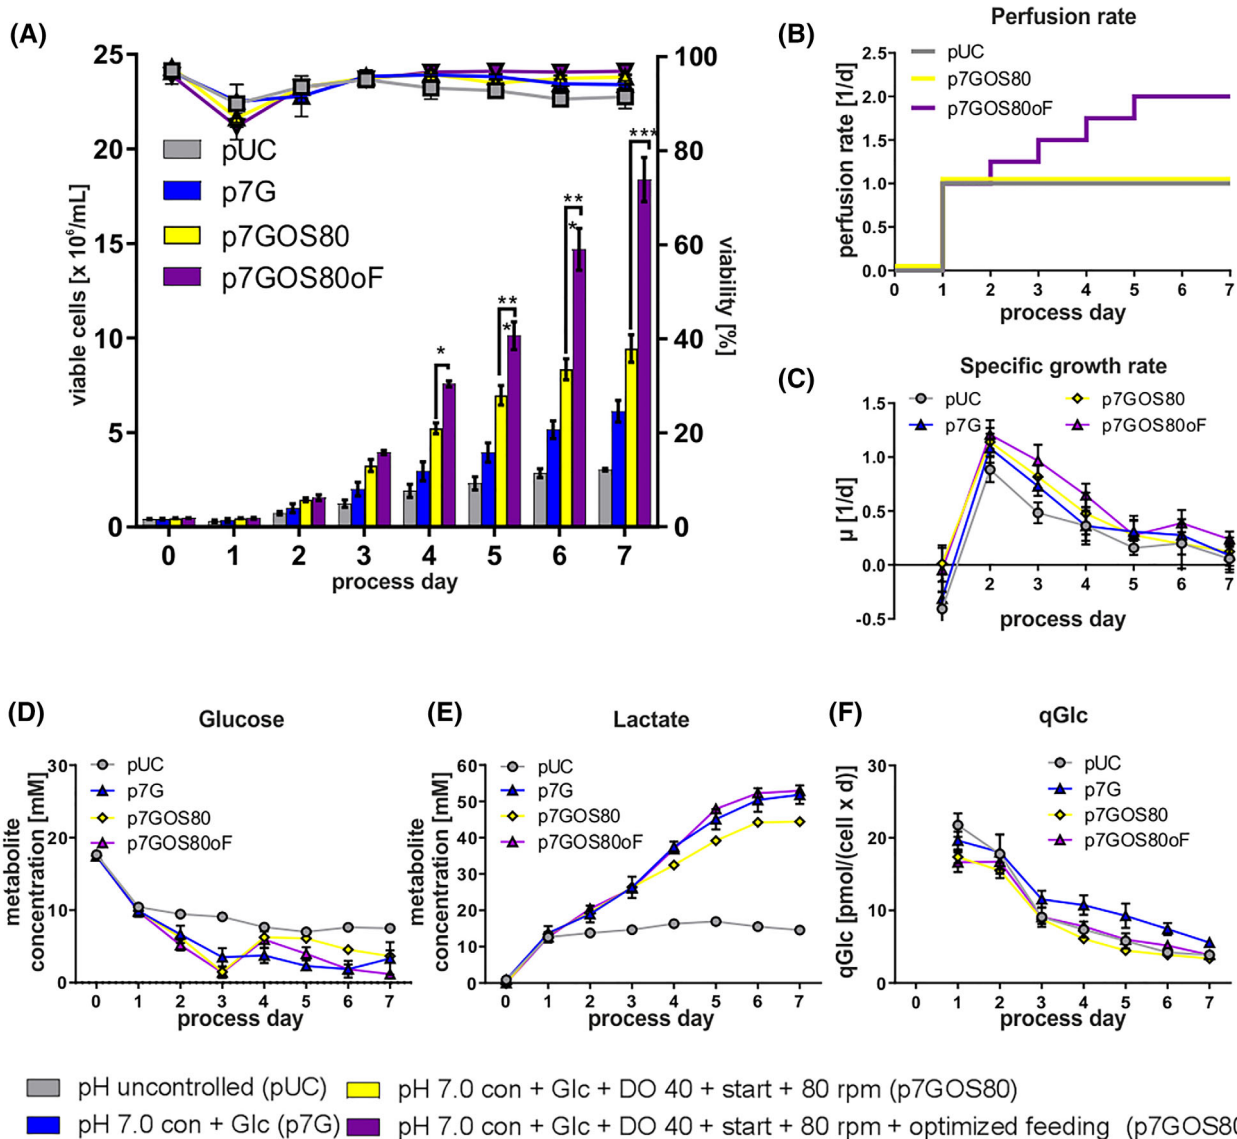 (A)
viable cells [x 10⁶/mL]
25
20
15
10
5
0
pUC
p7G
p7GOS80
p7GOS80oF
*
**
*
**
*
***
100
80
60
40
20
0
viability [%]
0 1 2 3 4 5 6 7
process day
(B)
Perfusion rate
perfusion rate [1/d]
2.5
2.0
1.5
1.0
0.5
0.0
pUC
p7GOS80
p7GOS80oF
0 1 2 3 4 5 6 7
process day
(C)
Specific growth rate
pUC p7GOS80
p7G p7GOS80oF
µ [1/d]
1.5
1.0
0.5
0.0
-0.5
2 3 4 5 6 7
process day
(D)
Glucose
metabolite
concentration [mM]
30
20
10
0
pUC
p7G
p7GOS80
p7GOS80oF
0 1 2 3 4 5 6 7
process day
(E)
Lactate
metabolite
concentration [mM]
60
50
40
30
20
10
0
pUC
p7G
p7GOS80
p7GOS80oF
0 1 2 3 4 5 6 7
process day
(F)
qGlc
qGlc [pmol/(cell x d)]
30
20
10
0
pUC
p7G
p7GOS80
p7GOS80oF
0 1 2 3 4 5 6 7
process day
pH uncontrolled (pUC) pH 7.0 con + Glc + DO 40 + start + 80 rpm (p7GOS80)
pH 7.0 con + Glc (p7G) pH 7.0 con + Glc + DO 40 + start + 80 rpm + optimized feeding (p7GOS80